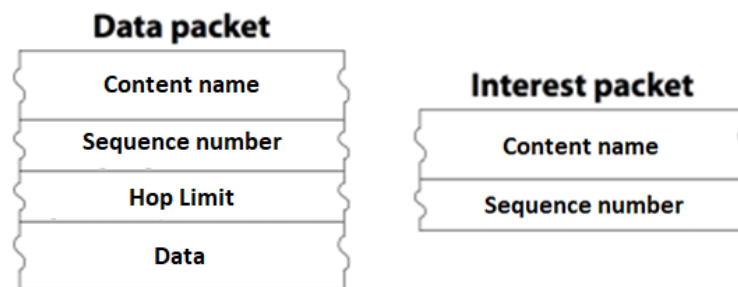 Data packet
Content name
Sequence number
Hop Limit
Data
Interest packet
Content name
Sequence number